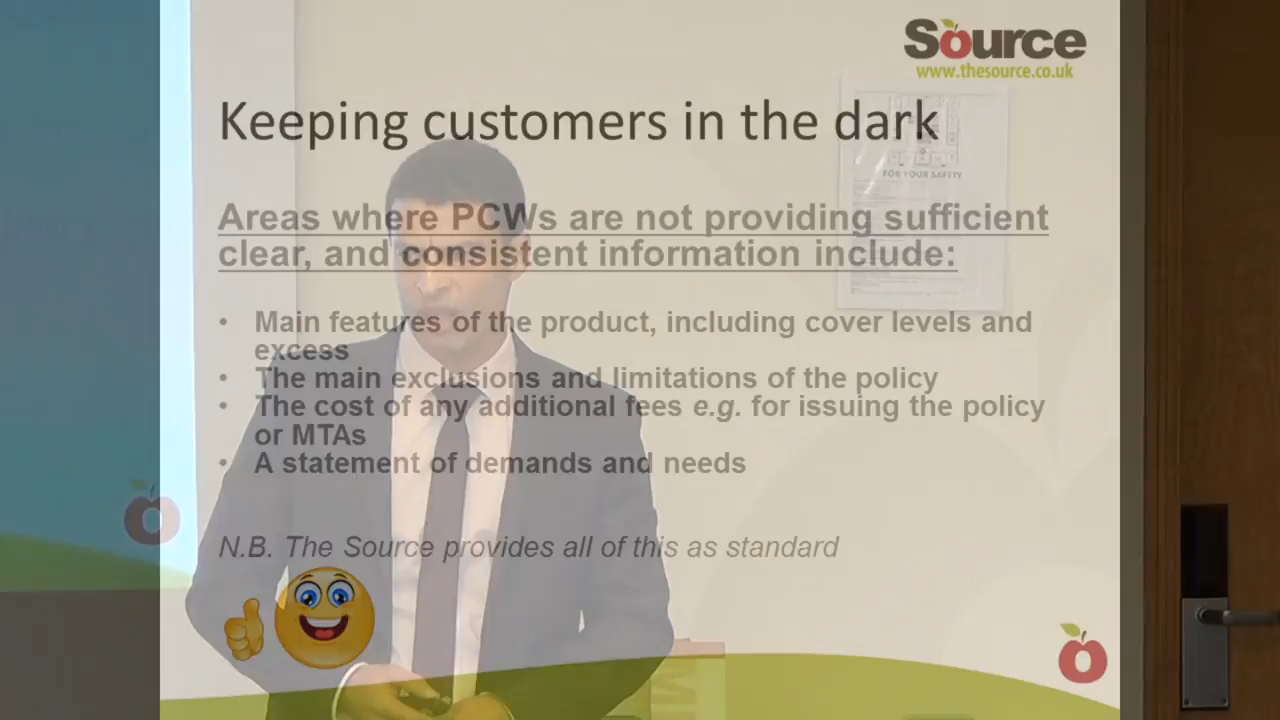 Source
www.thesource.co.uk
Keeping customers in the dark
FOR YOUR SAFETY
Areas where PCWs are not providing sufficient
clear, and consistent information include:
• Main features of the product, including cover levels and
excess
• The main exclusions and limitations of the policy
• The cost of any additional fees e.g. for issuing the policy
or MTAs
• A statement of demands and needs
N.B. The Source provides all of this as standard